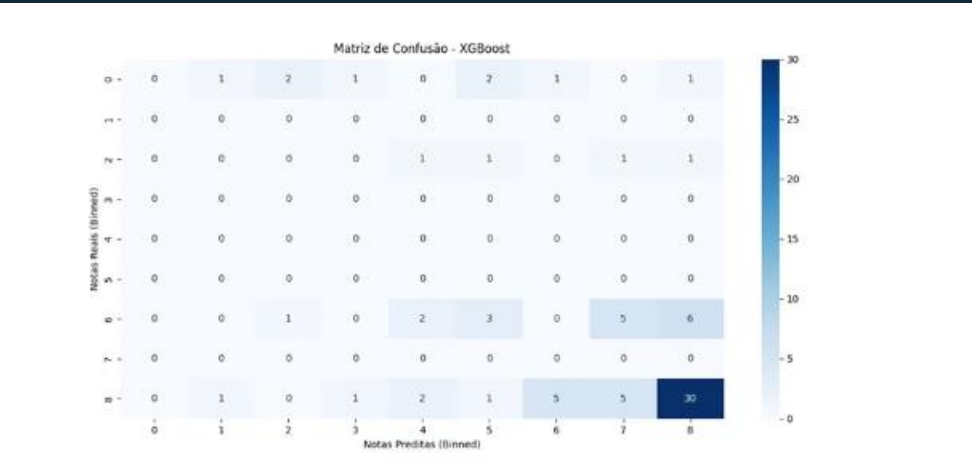 Matriz de Confusão - XGBoost
0 0 1 2 1 0 2 1 0 1
1 0 0 0 0 0 0 0 0 0
2 0 0 0 0 1 1 0 1 1
3 0 0 0 0 0 0 0 0 0
4 0 0 0 0 0 0 0 0 0
5 0 0 0 0 0 0 0 0 0
6 0 0 1 0 2 3 0 5 6
7 0 0 0 0 0 0 0 0 0
8 0 1 0 1 2 1 5 5 30
0 1 2 3 4 5 6 7 8
Notas Preditas (Binned)
Notas Reais (Binned)
30
25
20
15
10
5
0